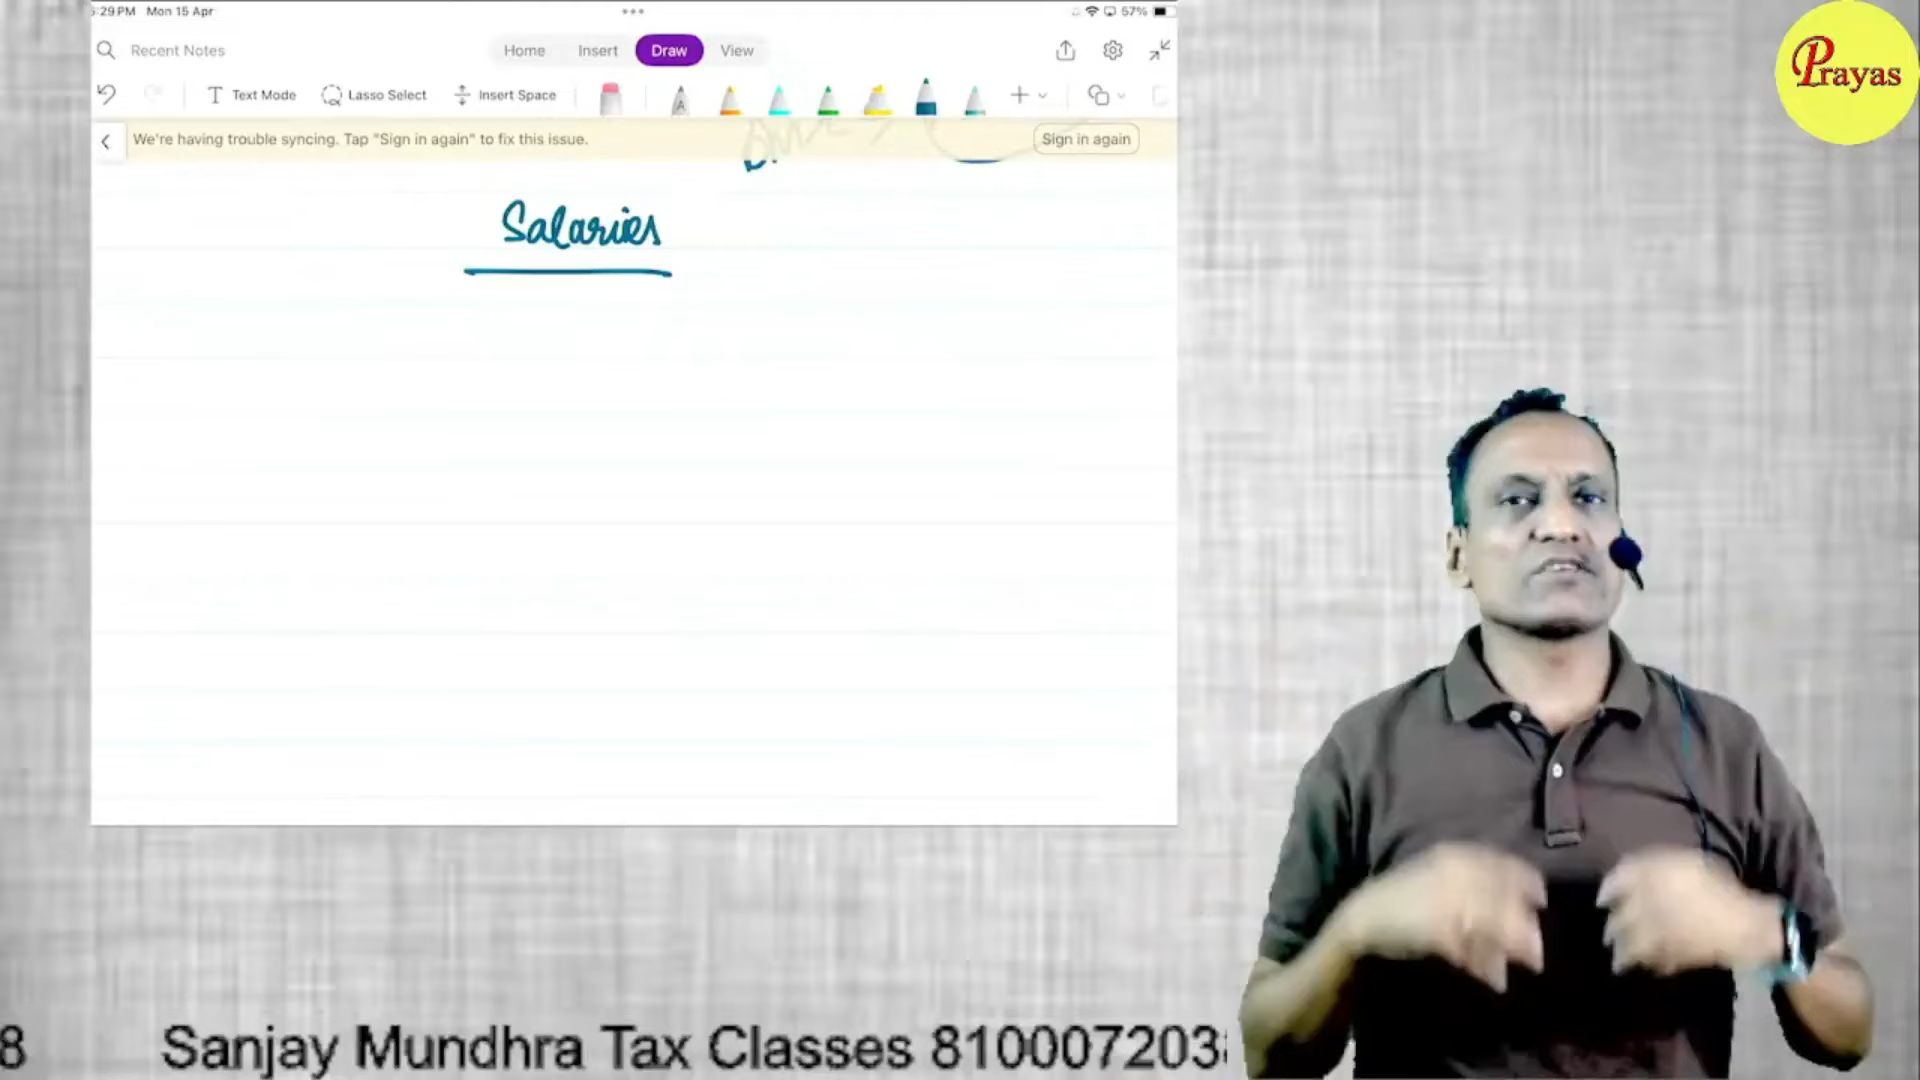 :29 PM Mon 15 Apr
57%
Prayas
Recent Notes
Home Insert Draw View
Text Mode Lasso Select Insert Space
A
We're having trouble syncing. Tap "Sign in again" to fix this issue.
Sign in again
Salaries
8 Sanjay Mundhra Tax Classes 810007203